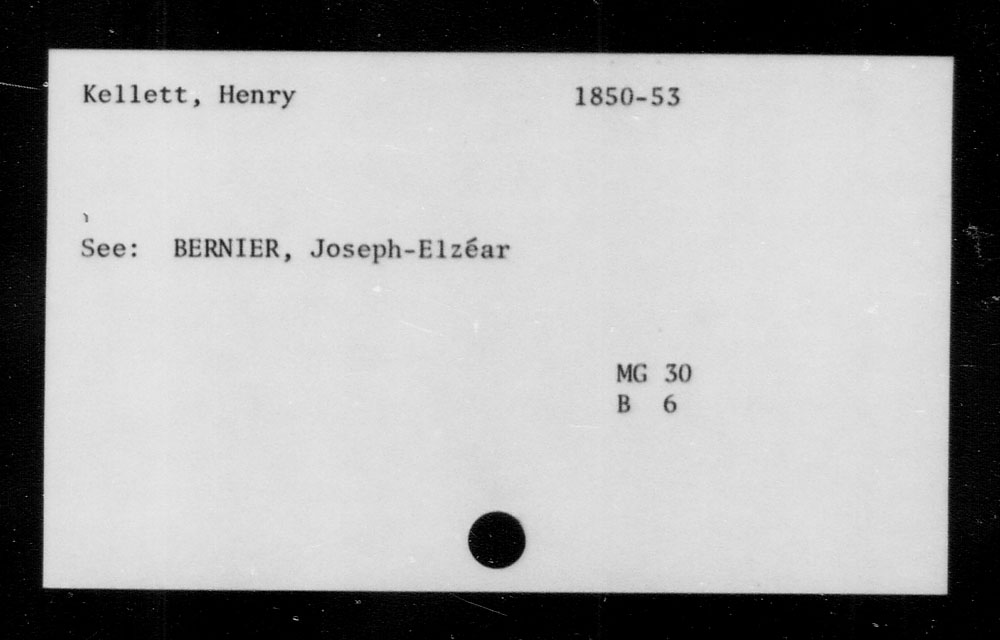 Kellett, Henry 1850-53
See: BERNIER, Joseph-Elzéar
MG 30
B 6